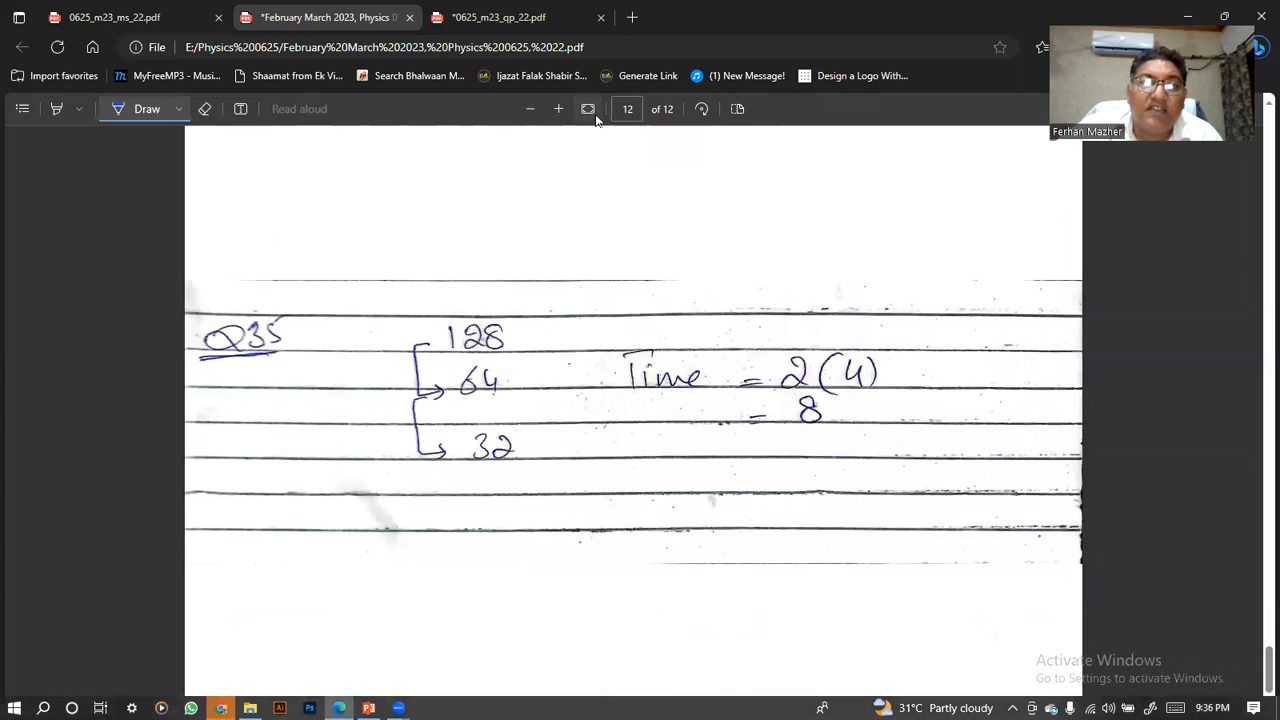 0625_m23_ms_22.pdf
*February March 2023, Physics 0
*0625_m23_qp_22.pdf
File
E:/Physics%200625/February%20March%202023,%20Physics%200625,%2022.pdf
Import favorites
MyFreeMP3 - Musi...
Shaamat from Ek Vi...
Search Bhalwaan M...
Ijazat Falak Shabir S...
Generate Link
(1) New Message!
Design a Logo With...
Draw
Read aloud
12 of 12
Ferhan Mazher
Q35
128
64
32
Time = 2(4)
= 8
Activate Windows
Go to Settings to activate Windows.
31°C Partly cloudy
9:36 PM